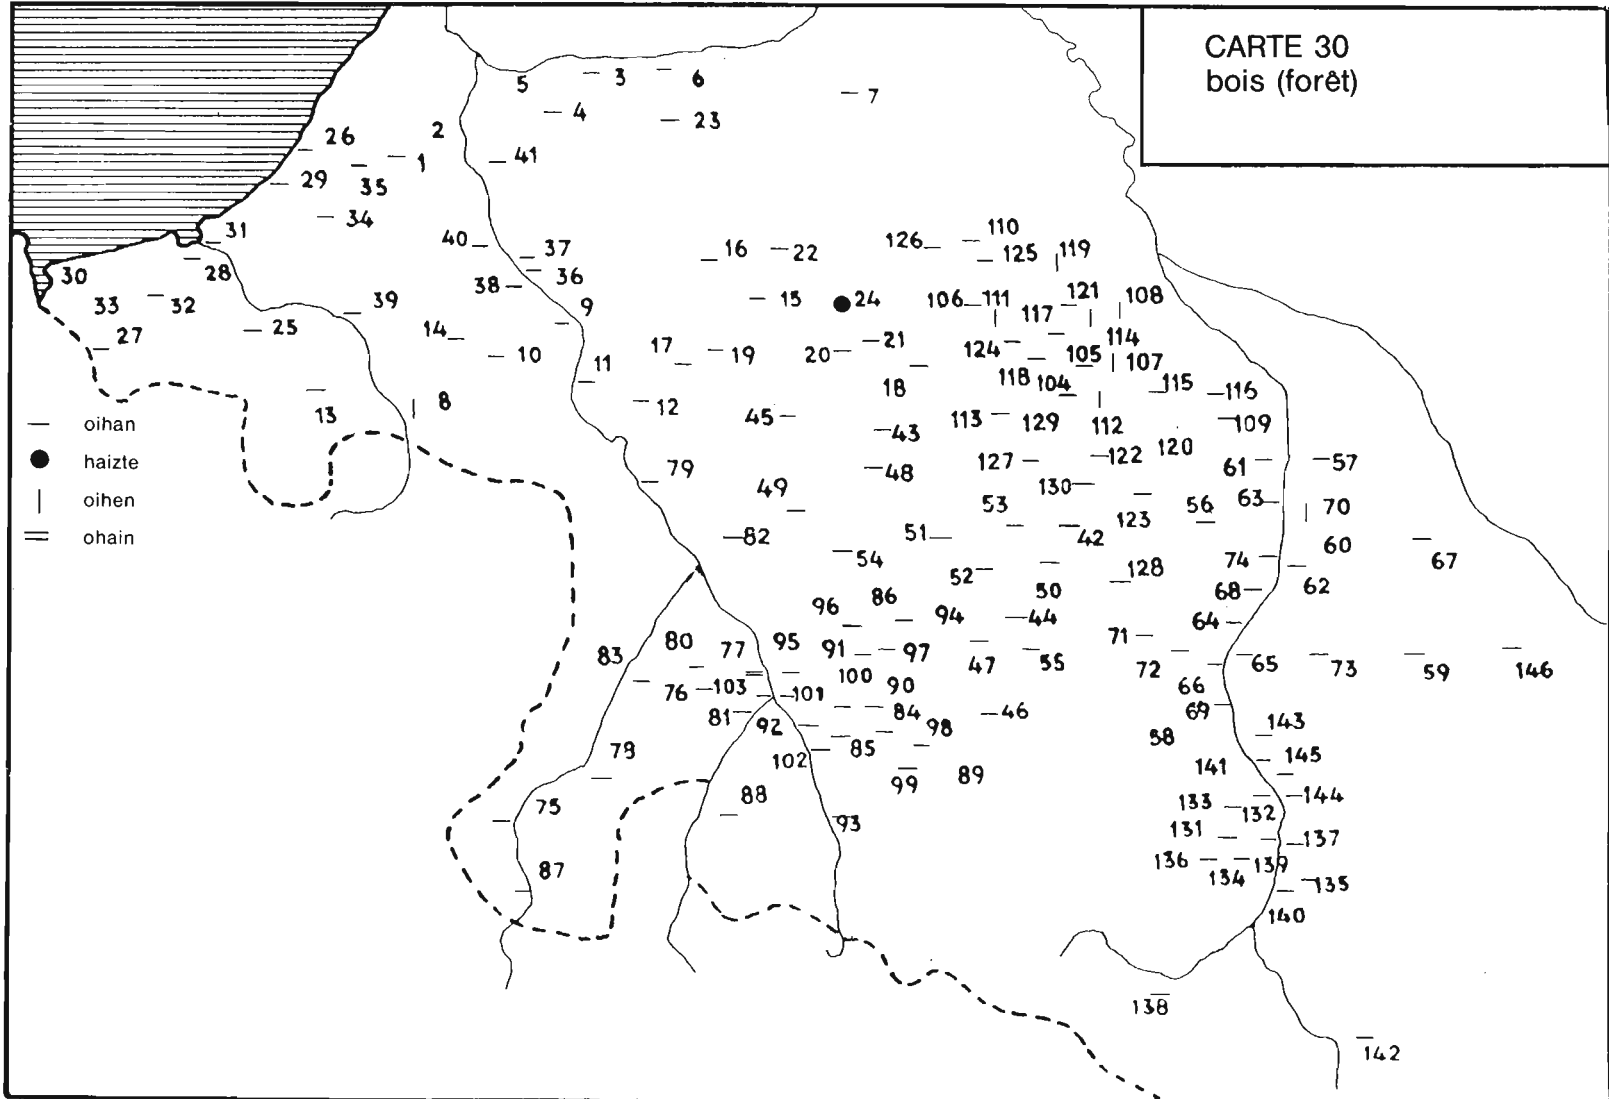 CARTE 30
bois (forêt)
5 3 6
7
4 23
26 2
1 41
29 35
34
31
40 37 16 22 126 110
125 119
30 28 38 36
33 32 39 9 15 24 106 111 121 108
117
27 25 14 10 17 19 20 21 124 105 114
11 107
18 118 104 115 116
13 8 12 45 43 113 129 112 109
— oihan
● haizte
| oihen
= ohain
79 48 127 122 120 61 57
49 130 53 123 56 63 70
82 51 42 60
54 52 50 128 74 67
68 62
96 86 94 44 64
83 80 77 95 91 97 47 55 71 72 65 73 59 146
76 103 101 100 90 66
81 92 84 98 46 69 143
78 102 85 58
99 89 141 145
75 88 93 133 132 144
131 137
87 136 134 139 135
140
138
142